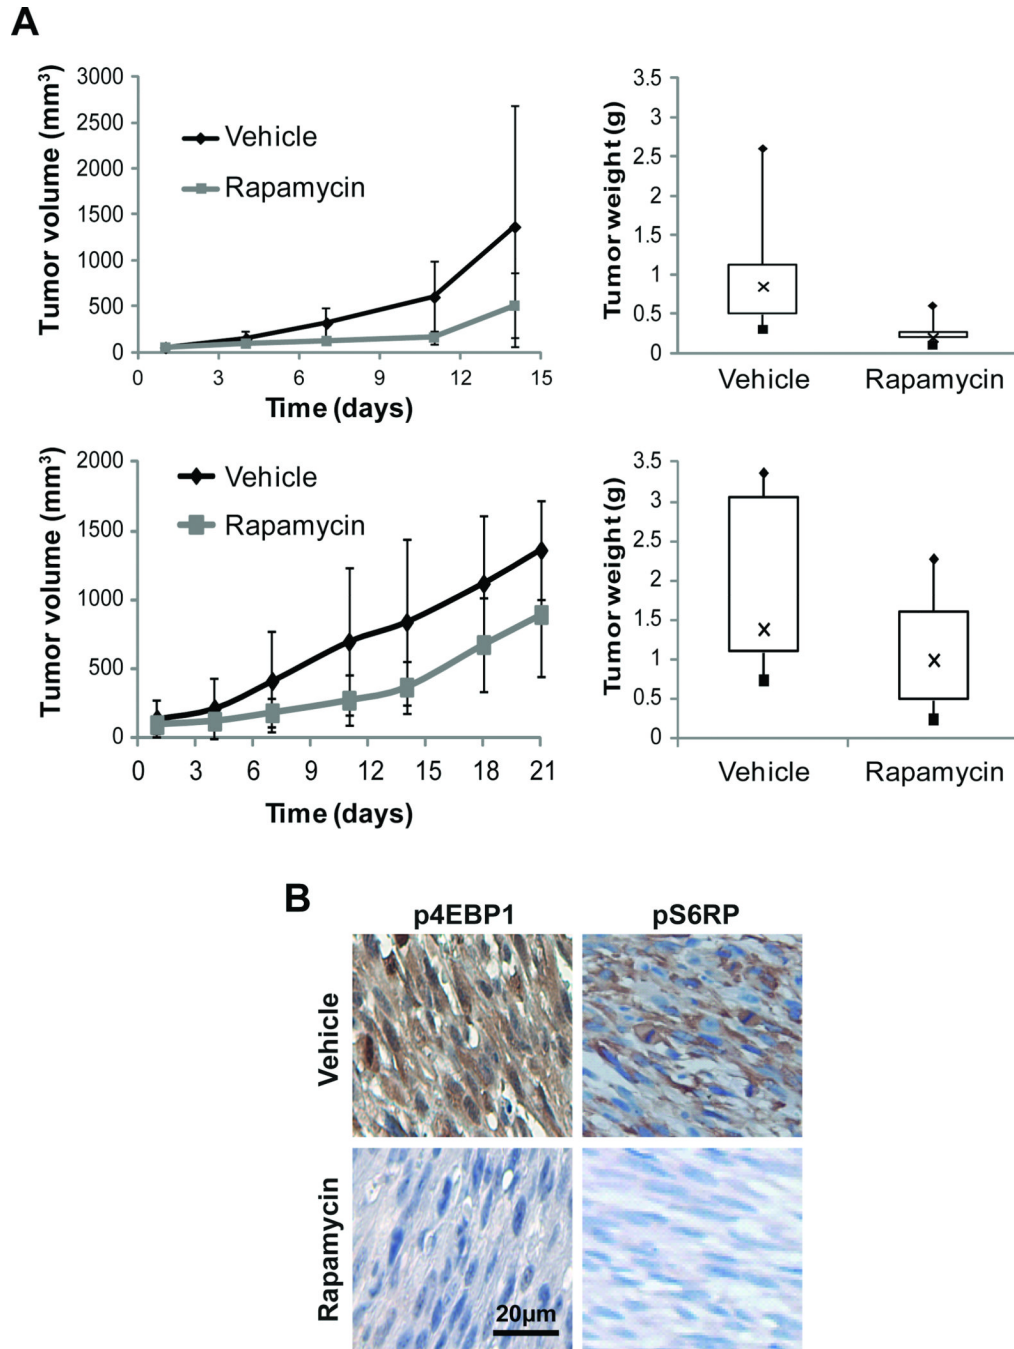 A
Tumor volume (mm³)
3000
2500
2000
1500
1000
500
0
Vehicle
Rapamycin
0 3 6 9 12 15
Time (days)
Tumor weight (g)
3.5
3
2.5
2
1.5
1
0.5
0
Vehicle Rapamycin
Tumor volume (mm³)
2000
1500
1000
500
0
Vehicle
Rapamycin
0 3 6 9 12 15 18 21
Time (days)
Tumor weight (g)
3.5
3
2.5
2
1.5
1
0.5
0
Vehicle Rapamycin
B
p4EBP1 pS6RP
Vehicle
Rapamycin
20µm